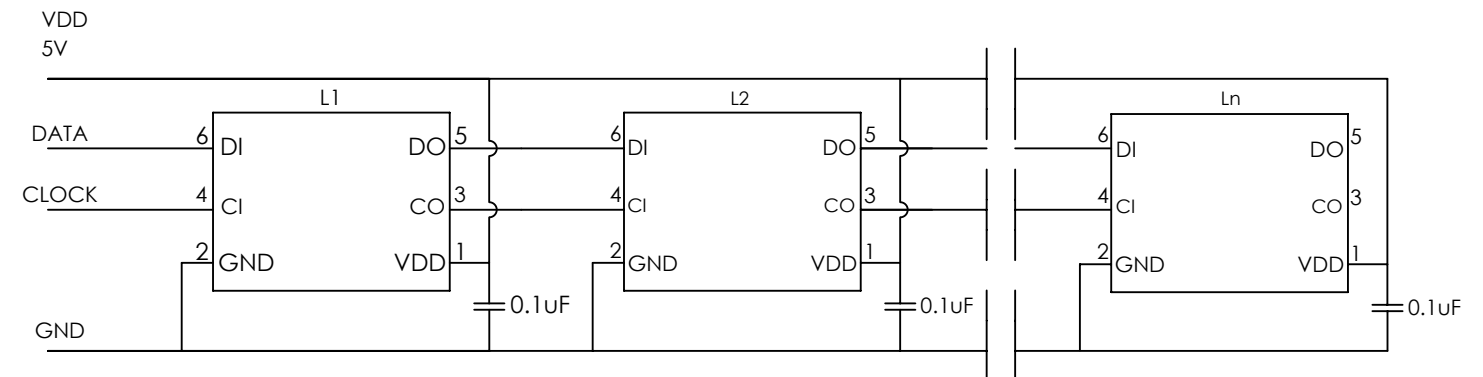 VDD
5V
L1
L2
Ln
DATA
6
DI
DO
5
6
DI
DO
5
6
DI
DO
5
CLOCK
4
CI
CO
3
4
CI
CO
3
4
CI
CO
3
2
GND
VDD
1
2
GND
VDD
1
2
GND
VDD
1
0.1uF
0.1uF
0.1uF
GND